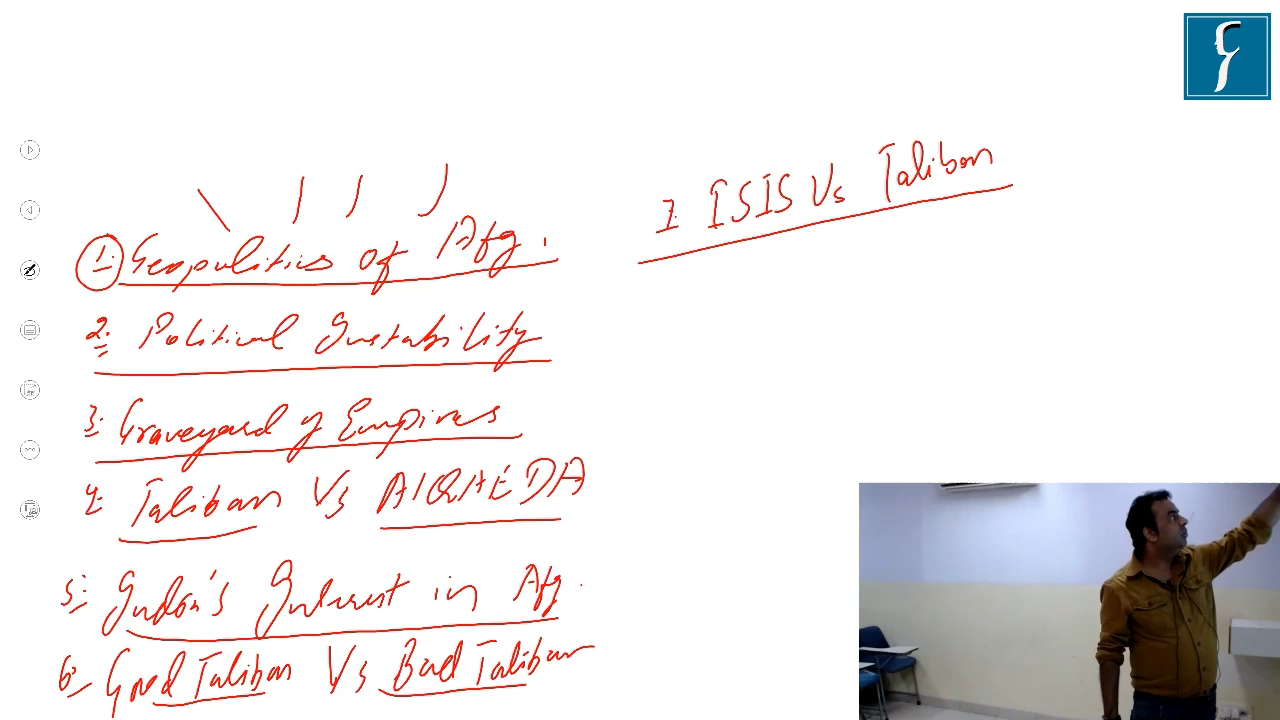 1. Geopolitics of Afg.
2. Political Instability
3. Graveyard of Empires
4. Taliban Vs AlQAEDA
5. India's Interest in Afg.
6. Good Taliban Vs Bad Taliban
7. ISIS Vs Taliban